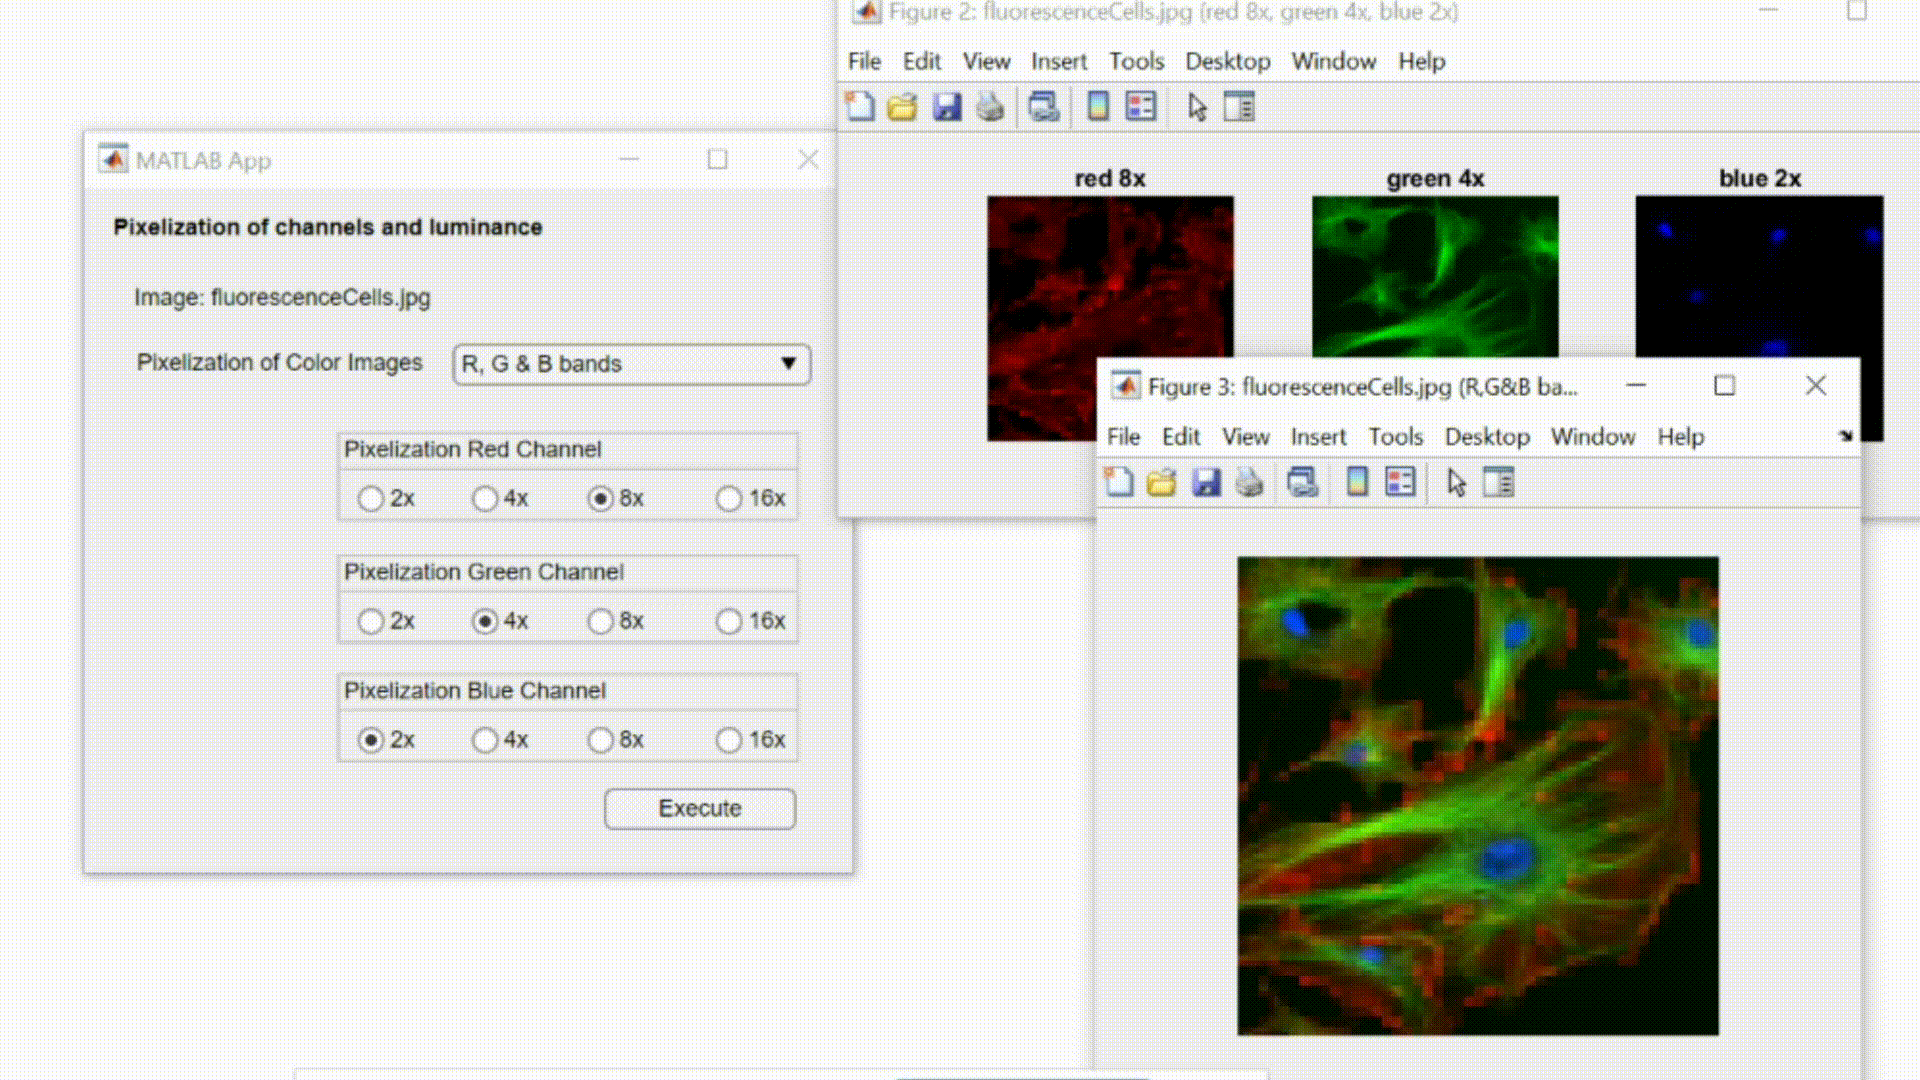 Figure 2: fluorescenceCells.jpg (red 8x, green 4x, blue 2x)
File Edit View Insert Tools Desktop Window Help
red 8x green 4x blue 2x
MATLAB App
Pixelization of channels and luminance
Image: fluorescenceCells.jpg
Pixelization of Color Images R, G & B bands
Pixelization Red Channel
2x 4x 8x 16x
Pixelization Green Channel
2x 4x 8x 16x
Pixelization Blue Channel
2x 4x 8x 16x
Execute
Figure 3: fluorescenceCells.jpg (R,G&B ba...
File Edit View Insert Tools Desktop Window Help